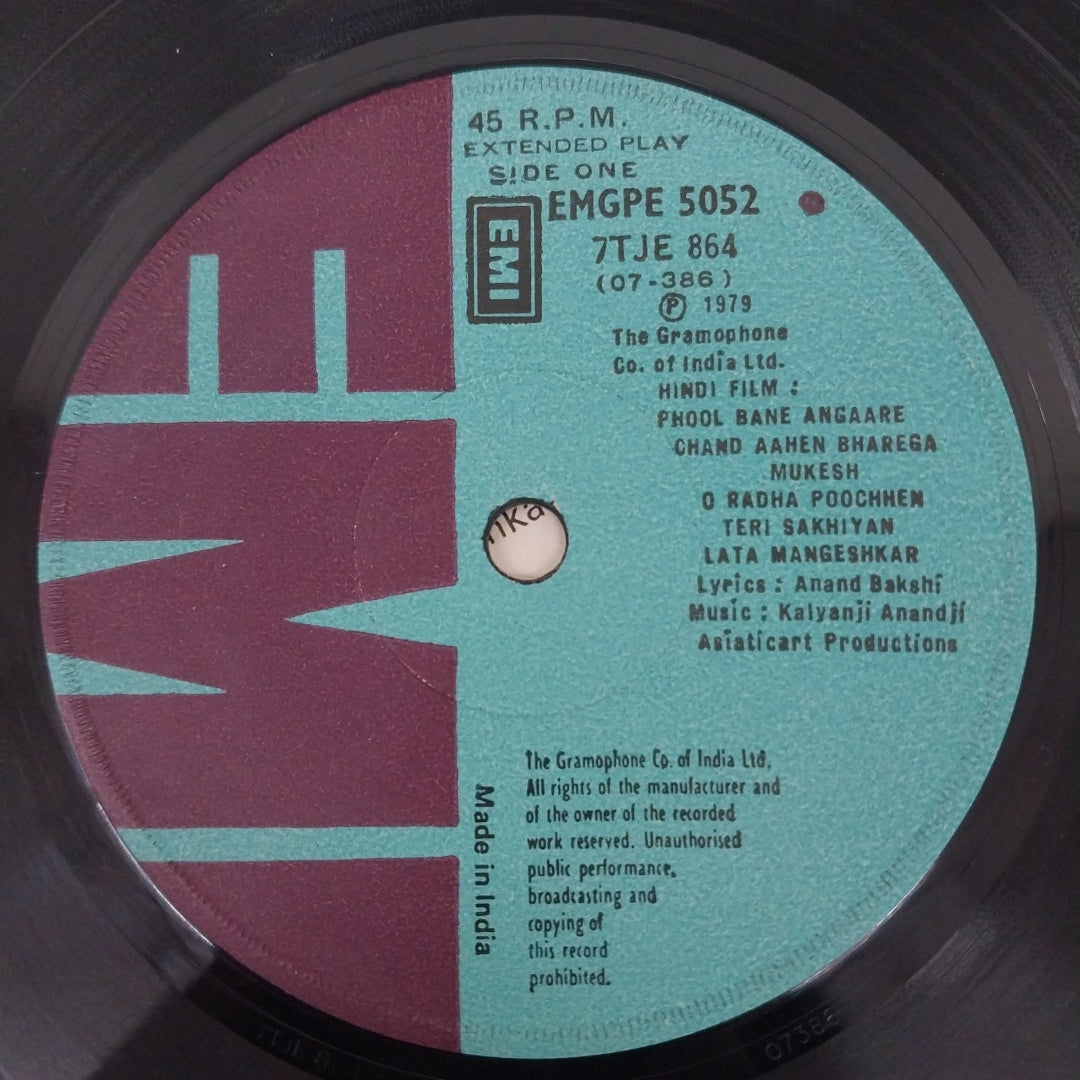 45 R.P.M.
EXTENDED PLAY
SIDE ONE
EMI
EMGPE 5052
7TJE 864
(07-386)
Ⓟ 1979
The Gramophone
Co. of India Ltd.
HINDI FILM :
PHOOL BANE ANGAARE
CHAND AAHEN BHAREGA
MUKESH
O RADHA POOCHHEN
TERI SAKHIYAN
LATA MANGESHKAR
Lyrics : Anand Bakshi
Music : Kalyanji Anandji
Asiaticart Productions
The Gramophone Co. of India Ltd.
All rights of the manufacturer and
of the owner of the recorded
work reserved. Unauthorised
public performance,
broadcasting and
copying of
this record
prohibited.
Made in India
EMI
7TJE 8